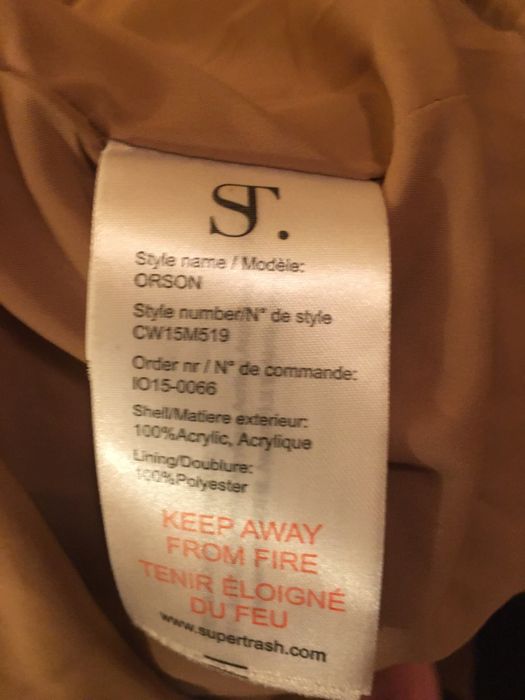 ST.
Style name / Modèle:
ORSON
Style number/N° de style
CW15M519
Order nr / N° de commande:
IO15-0066
Shell/Matiere exterieur:
100%Acrylic, Acrylique
Lining/Doublure:
100%Polyester
KEEP AWAY
FROM FIRE
TENIR ÉLOIGNÉ
DU FEU
www.supertrash.com